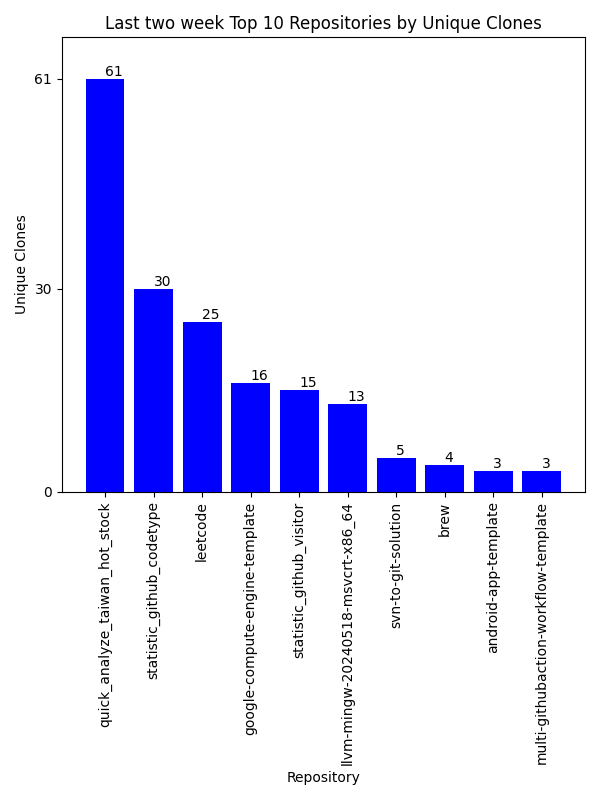 Last two week Top 10 Repositories by Unique Clones
Unique Clones
61
30
0
61
30
25
16
15
13
5
4
3
3
quick_analyze_taiwan_hot_stock
statistic_github_codetype
leetcode
google-compute-engine-template
statistic_github_visitor
llvm-mingw-20240518-msvcrt-x86_64
svn-to-git-solution
brew
android-app-template
multi-githubaction-workflow-template
Repository